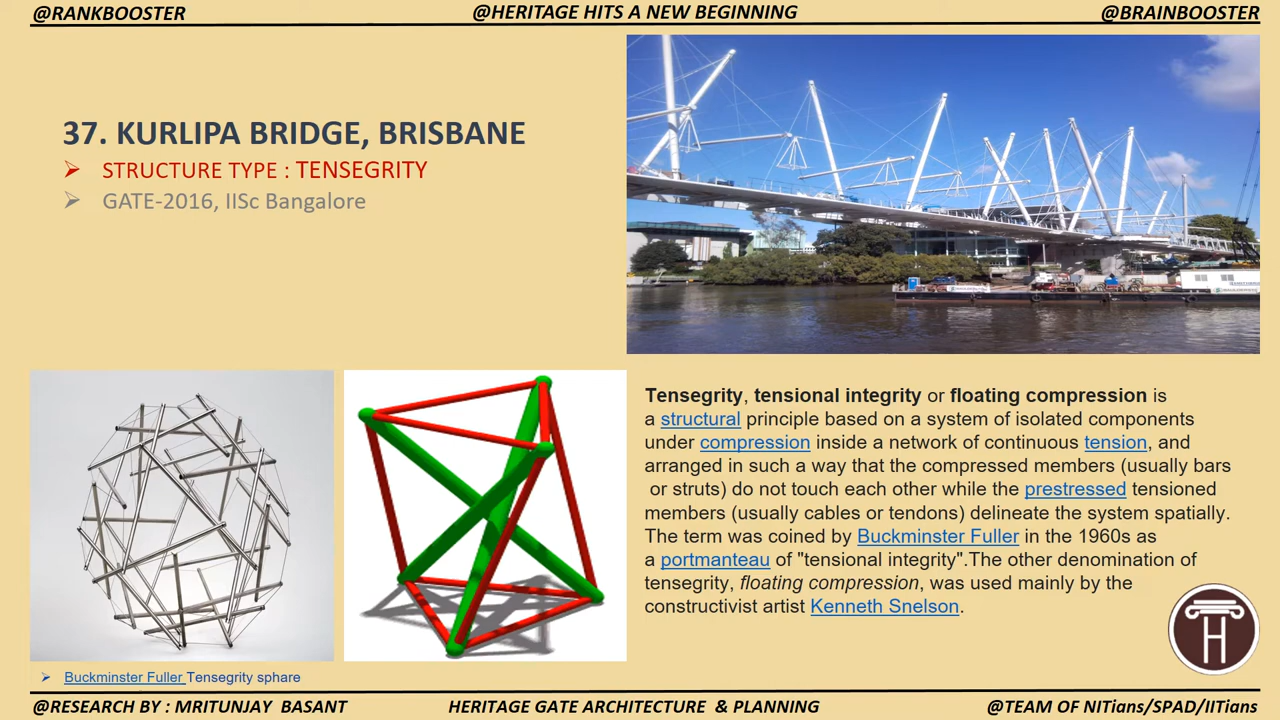 @RANKBOOSTER
@HERITAGE HITS A NEW BEGINNING
@BRAINBOOSTER
37. KURLIPA BRIDGE, BRISBANE
STRUCTURE TYPE : TENSEGRITY
GATE-2016, IISc Bangalore
Tensegrity, tensional integrity or floating compression is
a structural principle based on a system of isolated components
under compression inside a network of continuous tension, and
arranged in such a way that the compressed members (usually bars
or struts) do not touch each other while the prestressed tensioned
members (usually cables or tendons) delineate the system spatially.
The term was coined by Buckminster Fuller in the 1960s as
a portmanteau of "tensional integrity".The other denomination of
tensegrity, floating compression, was used mainly by the
constructivist artist Kenneth Snelson.
H
Buckminster Fuller Tensegrity sphare
@RESEARCH BY : MRITUNJAY BASANT
HERITAGE GATE ARCHITECTURE & PLANNING
@TEAM OF NITians/SPAD/IITians